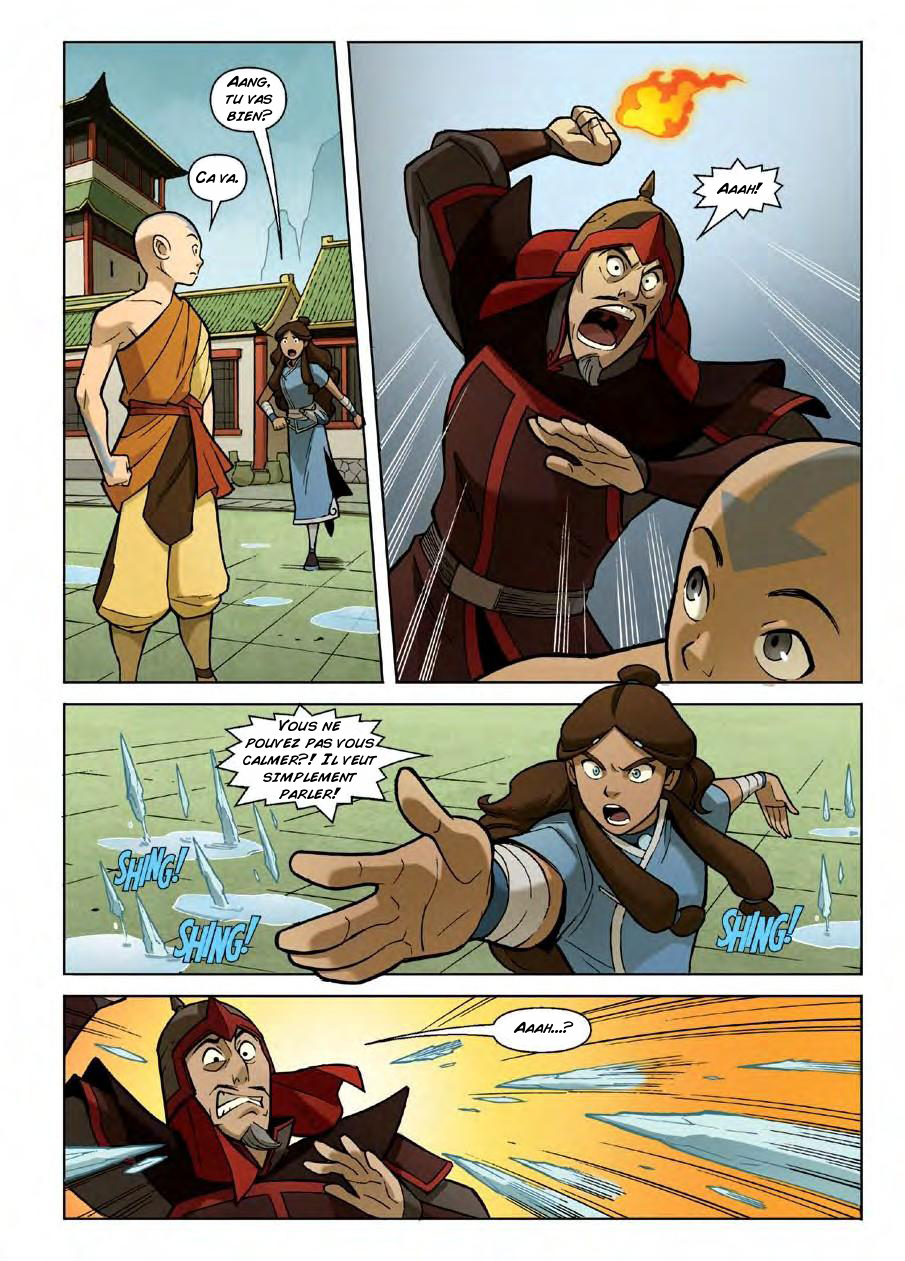 AANG,
TU VAS
BIEN?
CA VA.
AAAH!
VOUS NE
POUVEZ PAS VOUS
CALMER?! IL VEUT
SIMPLEMENT
PARLER!
SHING!
SHING!
SHING!
AAAH...?